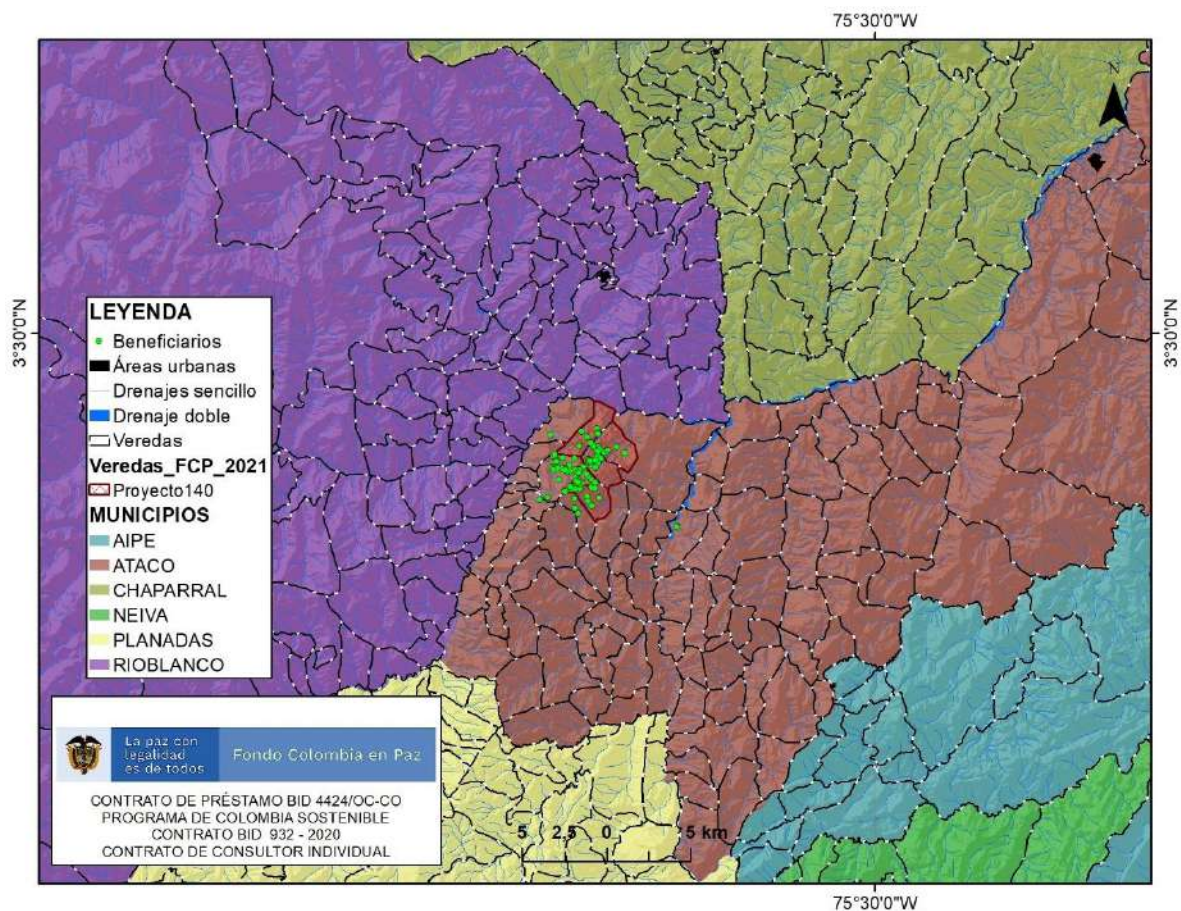 75°30'0"W
N
3°30'0"N
3°30'0"N
LEYENDA
Beneficiarios
Áreas urbanas
Drenajes sencillo
Drenaje doble
Veredas
Veredas_FCP_2021
Proyecto140
MUNICIPIOS
AIPE
ATACO
CHAPARRAL
NEIVA
PLANADAS
RIOBLANCO
La paz con
legalidad
es de todos
Fondo Colombia en Paz
CONTRATO DE PRÉSTAMO BID 4424/OC-CO
PROGRAMA DE COLOMBIA SOSTENIBLE
CONTRATO BID 932 - 2020
CONTRATO DE CONSULTOR INDIVIDUAL
5 2,5 0 5 km
75°30'0"W